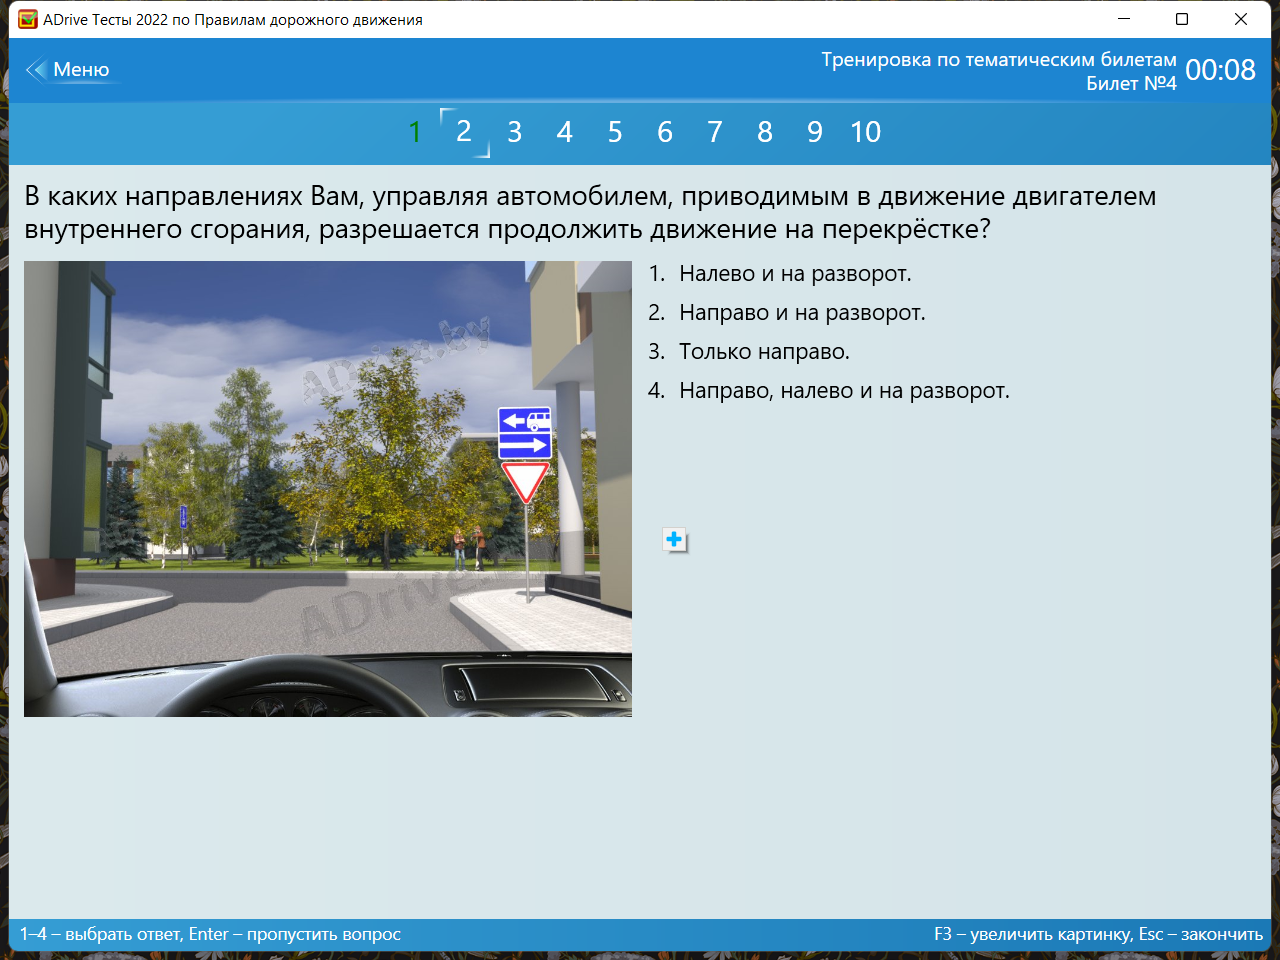 ADrive Тесты 2022 по Правилам дорожного движения
Меню
Тренировка по тематическим билетам
Билет №4
00:08
1 2 3 4 5 6 7 8 9 10
В каких направлениях Вам, управляя автомобилем, приводимым в движение двигателем
внутреннего сгорания, разрешается продолжить движение на перекрёстке?
1. Налево и на разворот.
2. Направо и на разворот.
3. Только направо.
4. Направо, налево и на разворот.
ADrive.by
ADrive.
1–4 – выбрать ответ, Enter – пропустить вопрос
F3 – увеличить картинку, Esc – закончить